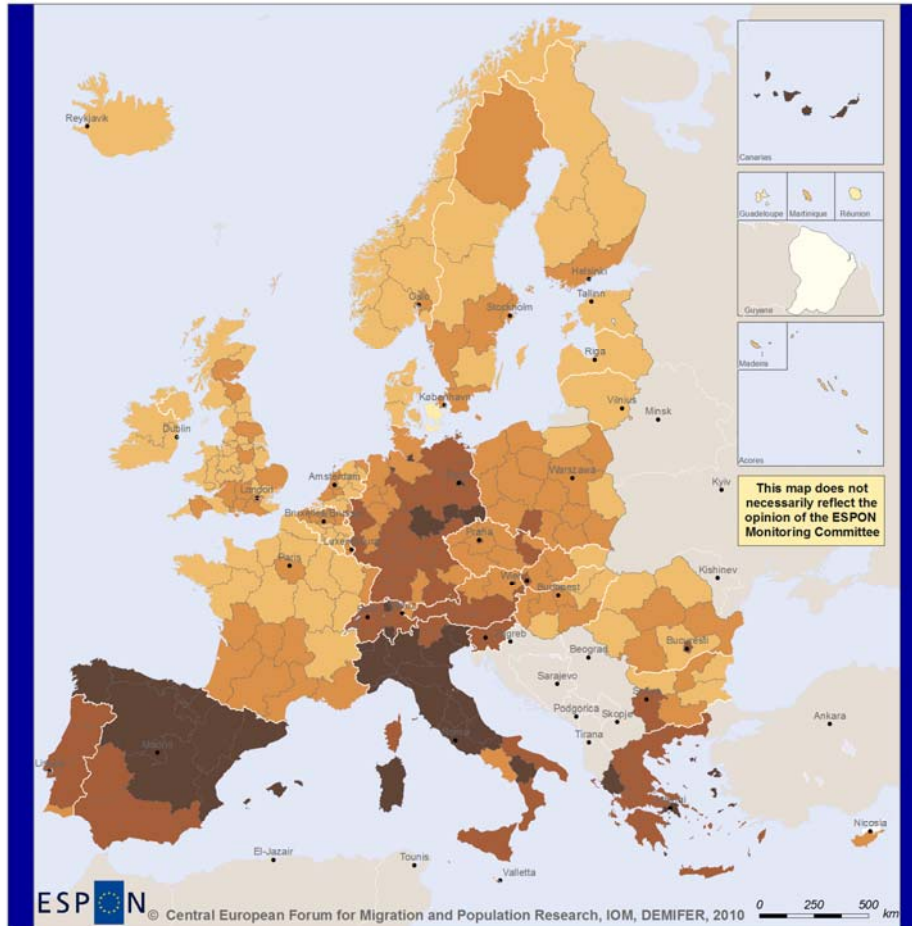 Reykjavik
Canarias
Guadeloupe
Martinique
Réunion
Guyane
Madeira
Acores
Oslo
Helsinki
Tallinn
Stockholm
Riga
København
Vilnius
Minsk
Dublin
Amsterdam
Warszawa
London
Kyiv
This map does not
necessarily reflect the
opinion of the ESPON
Monitoring Committee
Praha
Paris
Kishinev
Budapest
Bucuresti
Beograd
Sarajevo
Podgorica
Skopje
Tirana
Ankara
Nicosia
El-Jazair
Tounis
Valletta
ESPON
© Central European Forum for Migration and Population Research, IOM, DEMIFER, 2010
0 250 500
km